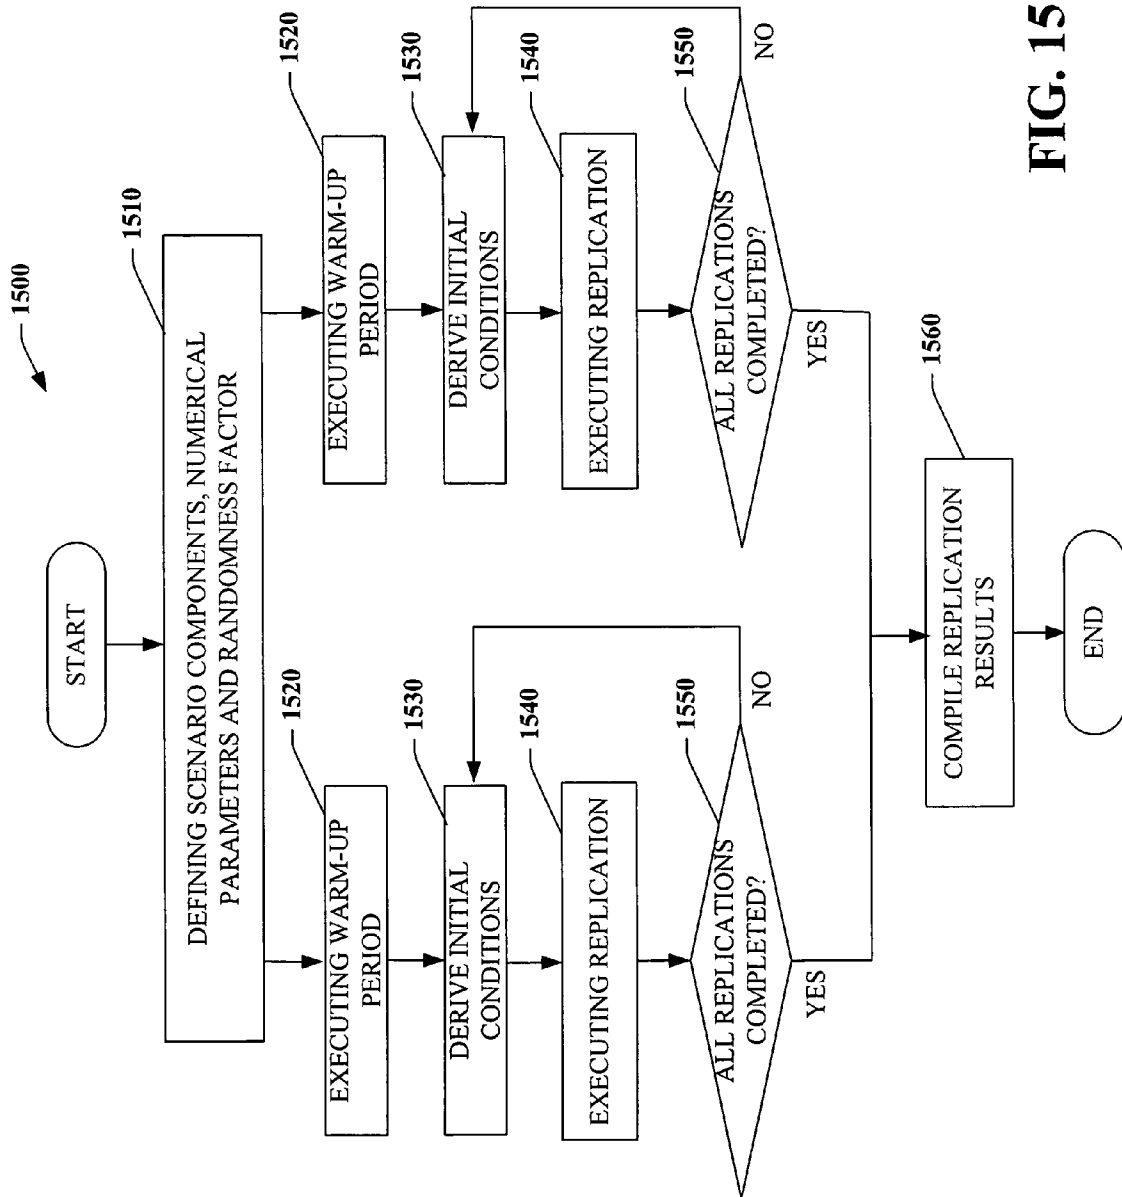 1500
START
1510
DEFINING SCENARIO COMPONENTS, NUMERICAL
PARAMETERS AND RANDOMNESS FACTOR
1520
EXECUTING WARM-UP
PERIOD
1530
DERIVE INITIAL
CONDITIONS
1540
EXECUTING REPLICATION
1550
ALL REPLICATIONS
COMPLETED?
NO
YES
1520
EXECUTING WARM-UP
PERIOD
1530
DERIVE INITIAL
CONDITIONS
1540
EXECUTING REPLICATION
1550
ALL REPLICATIONS
COMPLETED?
NO
YES
1560
COMPILE REPLICATION
RESULTS
END
FIG. 15